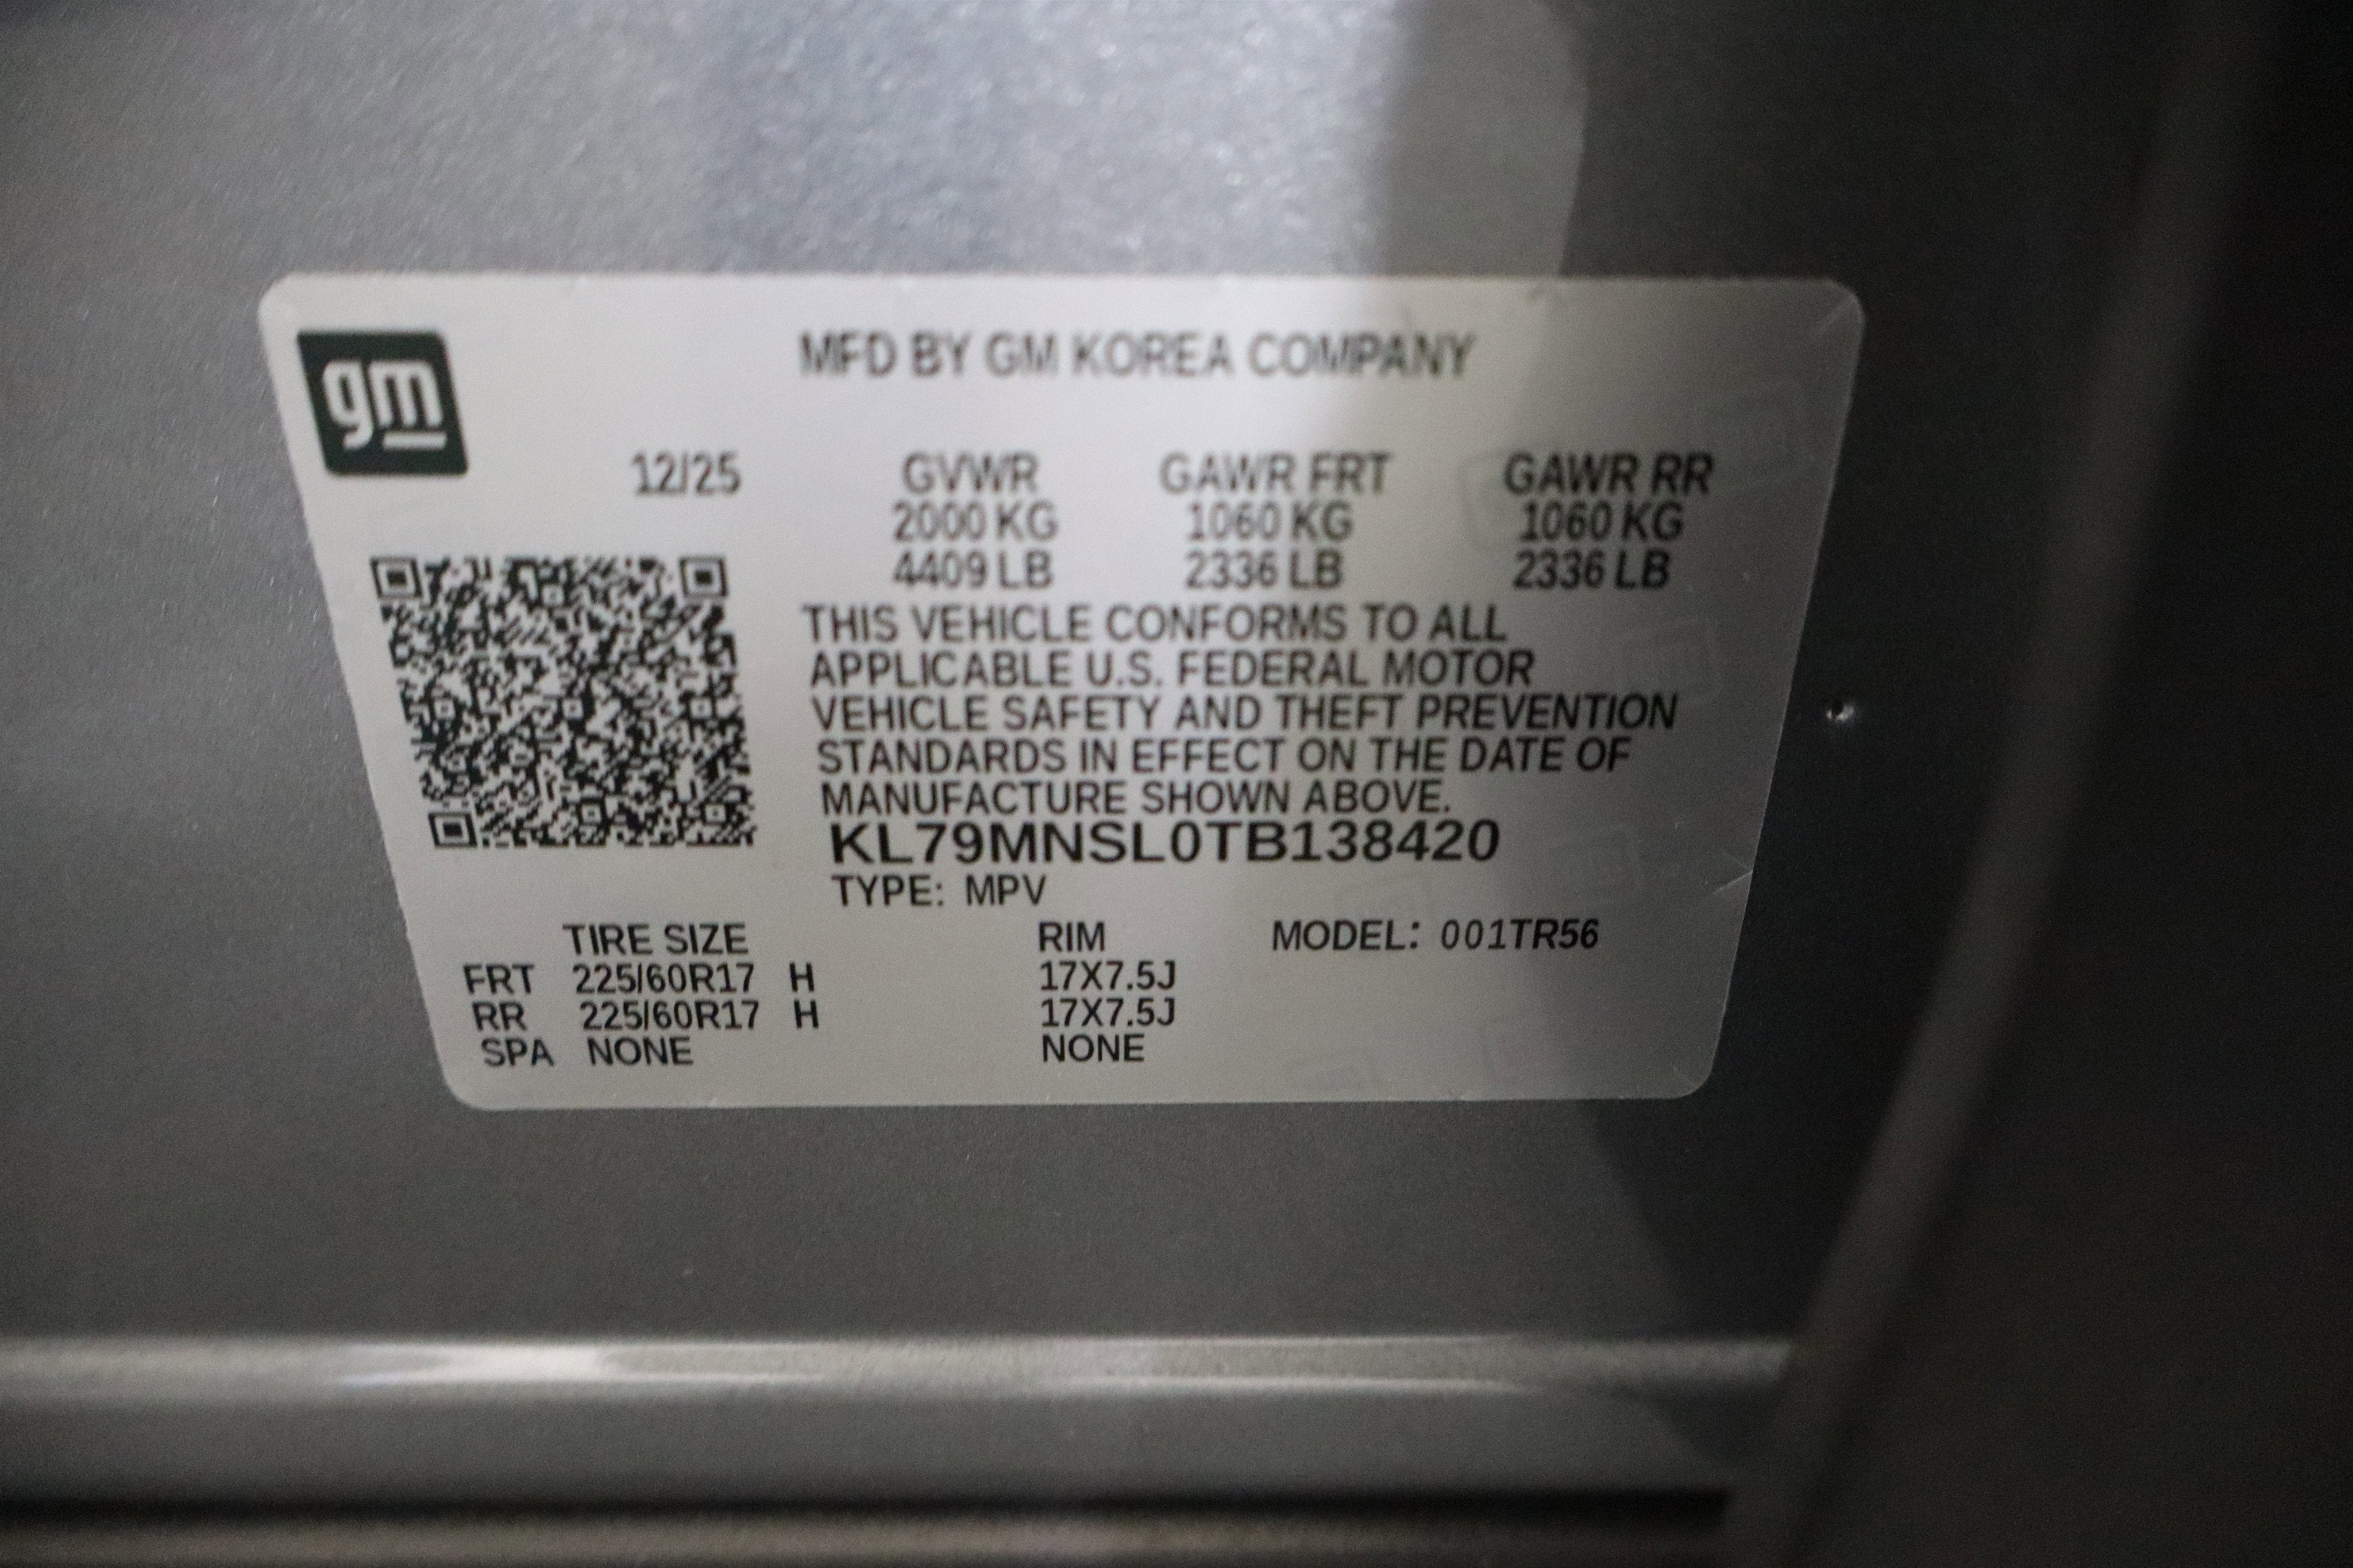 gm
MFD BY GM KOREA COMPANY
12/25 GVWR GAWR FRT GAWR RR
2000 KG 1060 KG 1060 KG
4409 LB 2336 LB 2336 LB
THIS VEHICLE CONFORMS TO ALL
APPLICABLE U.S. FEDERAL MOTOR
VEHICLE SAFETY AND THEFT PREVENTION
STANDARDS IN EFFECT ON THE DATE OF
MANUFACTURE SHOWN ABOVE.
KL79MNSL0TB138420
TYPE: MPV
TIRE SIZE RIM MODEL: 001TR56
FRT 225/60R17 H 17X7.5J
RR 225/60R17 H 17X7.5J
SPA NONE NONE